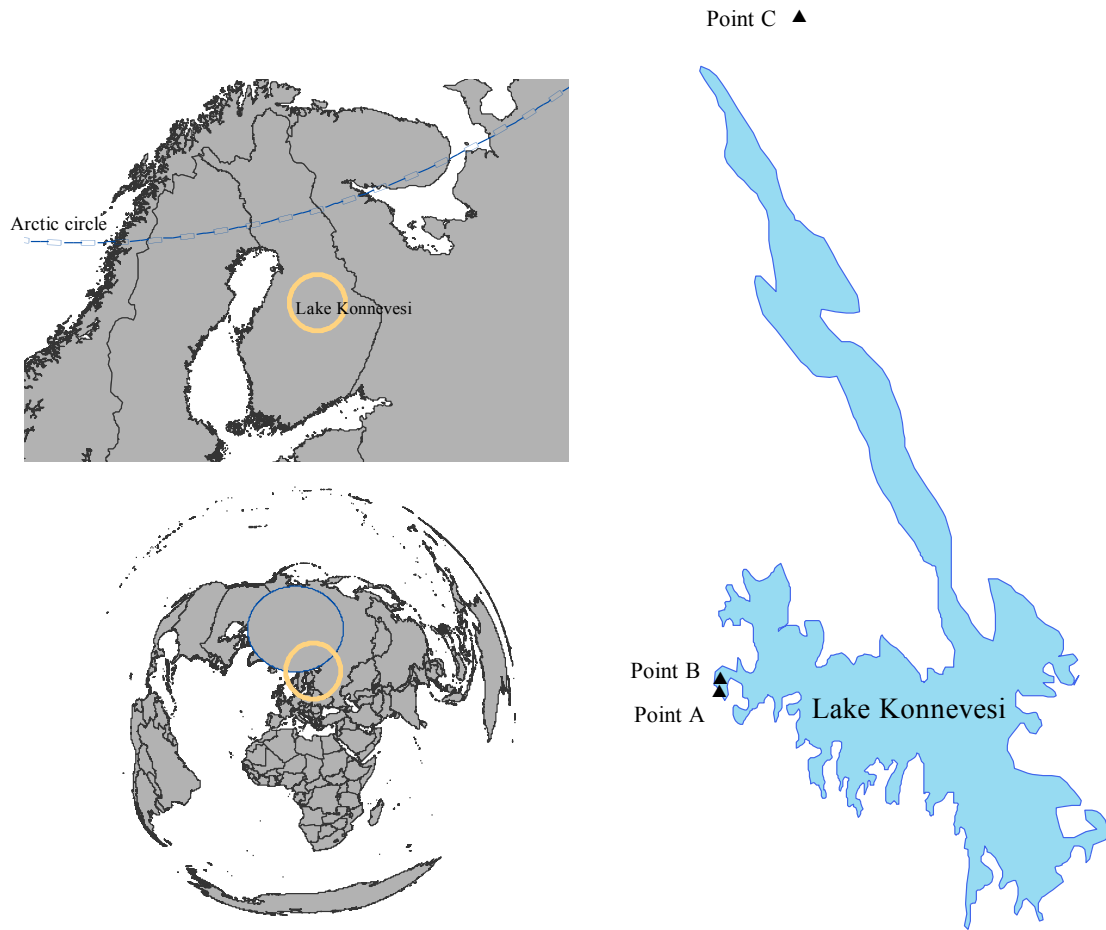 Point C
Arctic circle
Lake Konnevesi
Point B
Point A
Lake Konnevesi